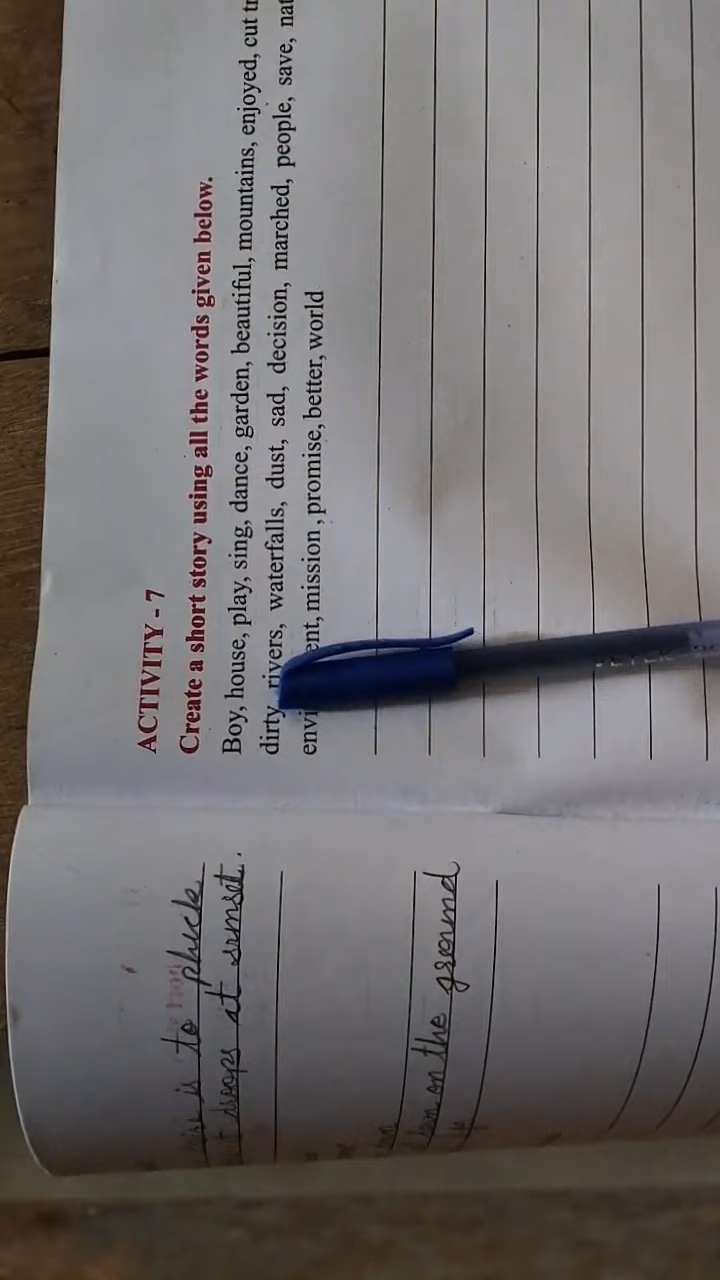 ACTIVITY - 7
Create a short story using all the words given below.
Boy, house, play, sing, dance, garden, beautiful, mountains, enjoyed, cut
dirty, rivers, waterfalls, dust, sad, decision, marched, people, save,
mission , promise, better, world
is to pluck
droops at sunset.
on the ground